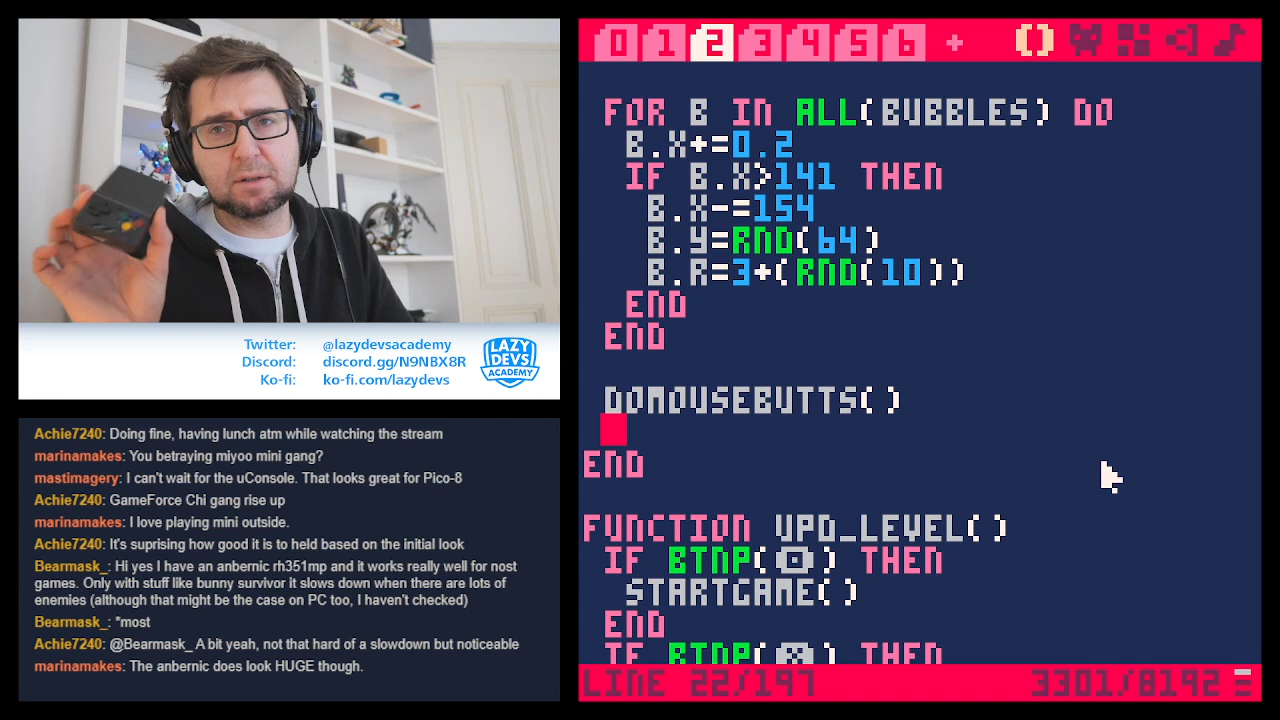 Twitter: @lazydevsacademy
Discord: discord.gg/N9NBX8R
Ko-fi: ko-fi.com/lazydevs
LAZY
DEVS
ACADEMY
Achie7240: Doing fine, having lunch atm while watching the stream
marinamakes: You betraying miyoo mini gang?
mastimagery: I can't wait for the uConsole. That looks great for Pico-8
Achie7240: GameForce Chi gang rise up
marinamakes: I love playing mini outside.
Achie7240: It's suprising how good it is to held based on the initial look
Bearmask_: Hi yes I have an anbernic rh351mp and it works really well for nost
games. Only with stuff like bunny survivor it slows down when there are lots of
enemies (although that might be the case on PC too, I haven't checked)
Bearmask_: *most
Achie7240: @Bearmask_ A bit yeah, not that hard of a slowdown but noticeable
marinamakes: The anbernic does look HUGE though.
0 1 2 3 4 5 6 + ()
FOR B IN ALL(BUBBLES) DO
B.X+=0.2
IF B.X>141 THEN
B.X-=154
B.Y=RND(64)
B.R=3+(RND(10))
END
END
DOMOUSEBUTTS()
END
FUNCTION UPD_LEVEL()
IF BTNP(🅾️) THEN
STARTGAME()
END
IF BTNP(❎) THEN
LINE 22/197 3301/8192